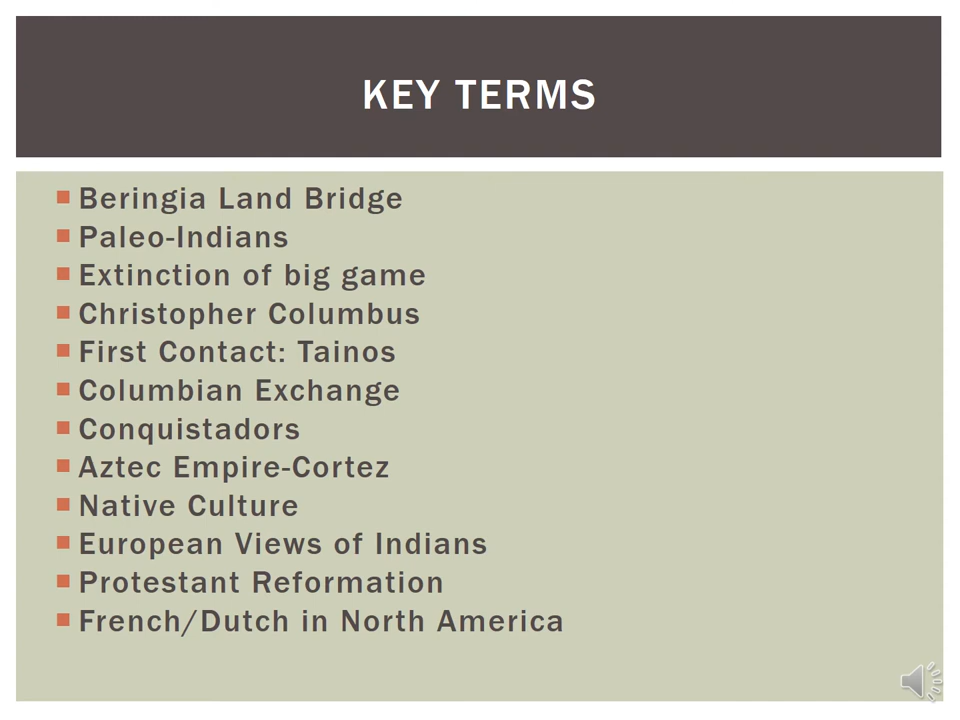 KEY TERMS
Beringia Land Bridge
Paleo-Indians
Extinction of big game
Christopher Columbus
First Contact: Tainos
Columbian Exchange
Conquistadors
Aztec Empire-Cortez
Native Culture
European Views of Indians
Protestant Reformation
French/Dutch in North America